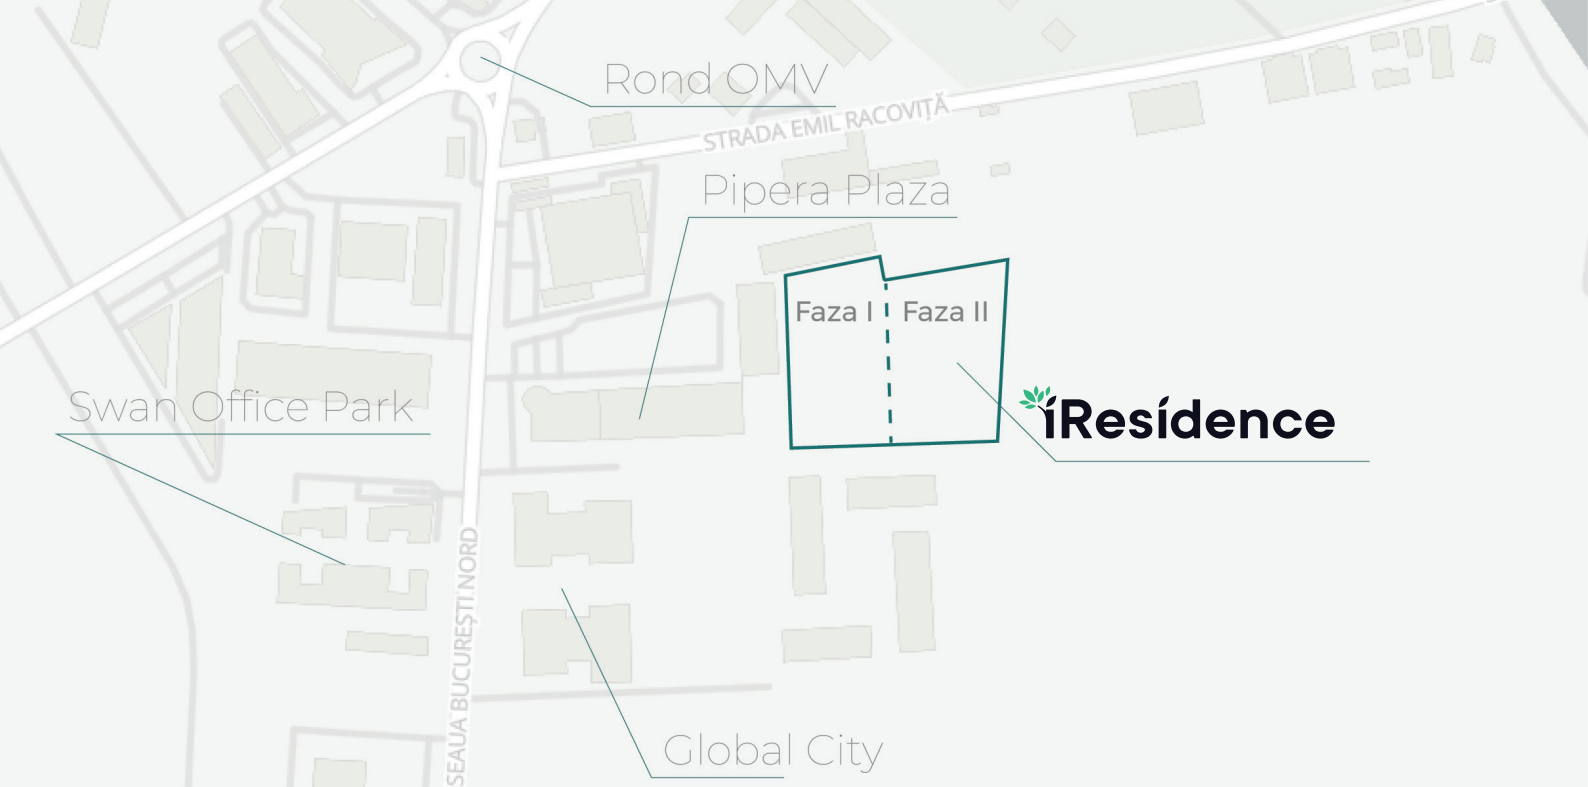 Rond OMV
STRADA EMIL RACOVIȚĂ
Pipera Plaza
Faza I
Faza II
Swan Office Park
iResidence
SEAUA BUCUREȘTI NORD
Global City